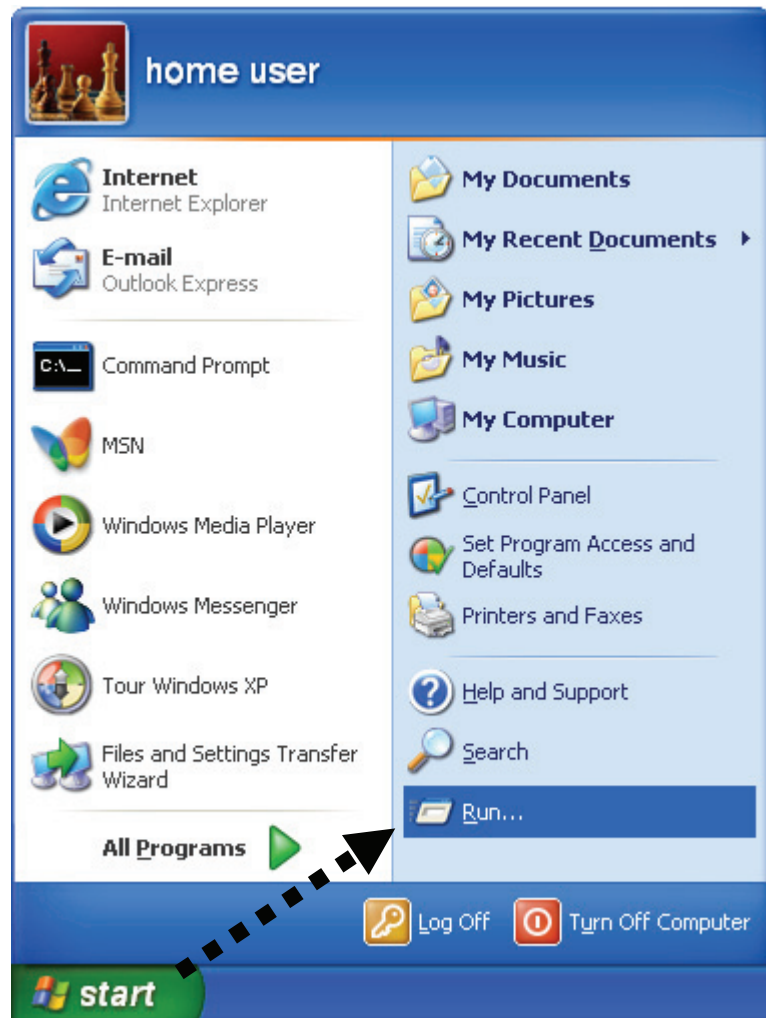 home user
Internet
Internet Explorer
E-mail
Outlook Express
C:\_
Command Prompt
MSN
Windows Media Player
Windows Messenger
Tour Windows XP
Files and Settings Transfer
Wizard
All Programs
My Documents
My Recent Documents
My Pictures
My Music
My Computer
Control Panel
Set Program Access and
Defaults
Printers and Faxes
Help and Support
Search
Run...
Log Off
Turn Off Computer
start